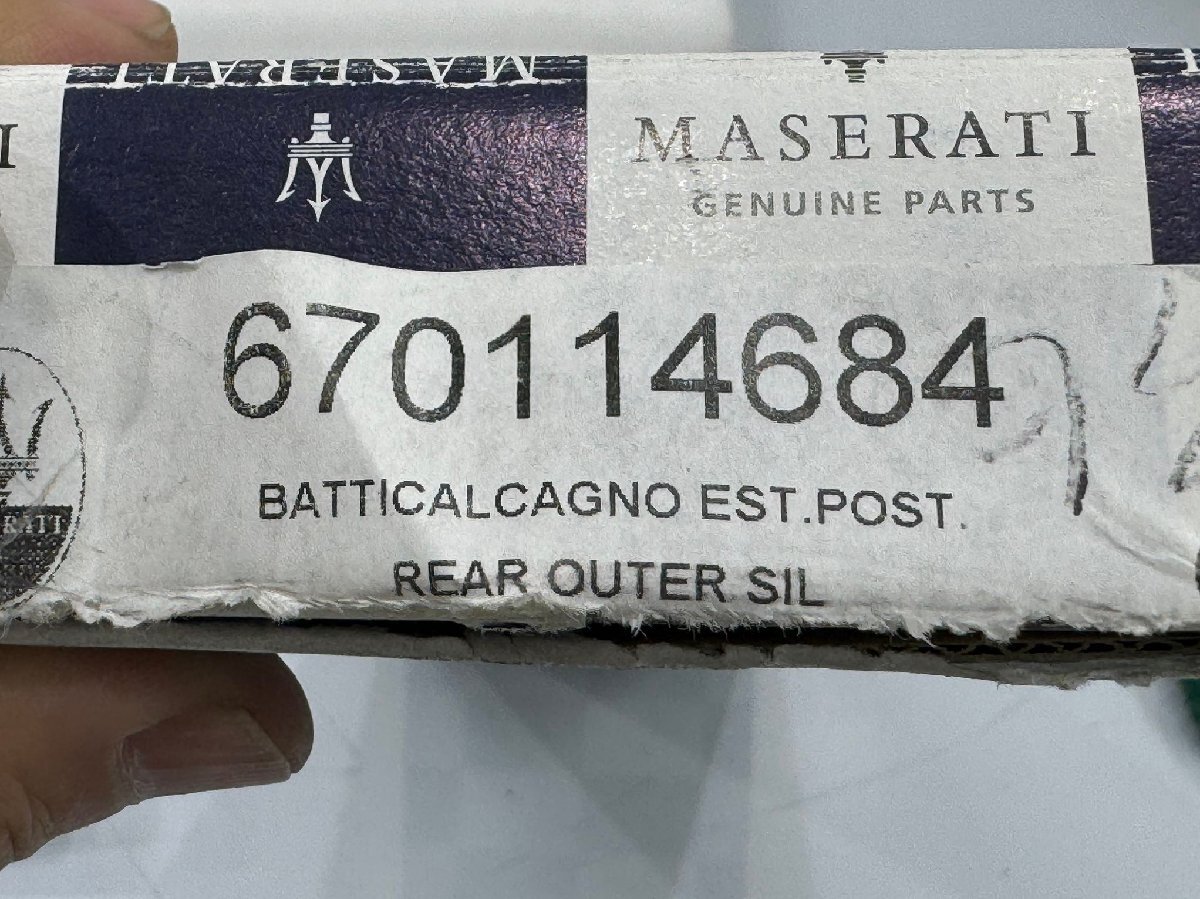 MASERATI
MASERATI
GENUINE PARTS
670114684
BATTICALCAGNO EST.POST.
REAR OUTER SIL